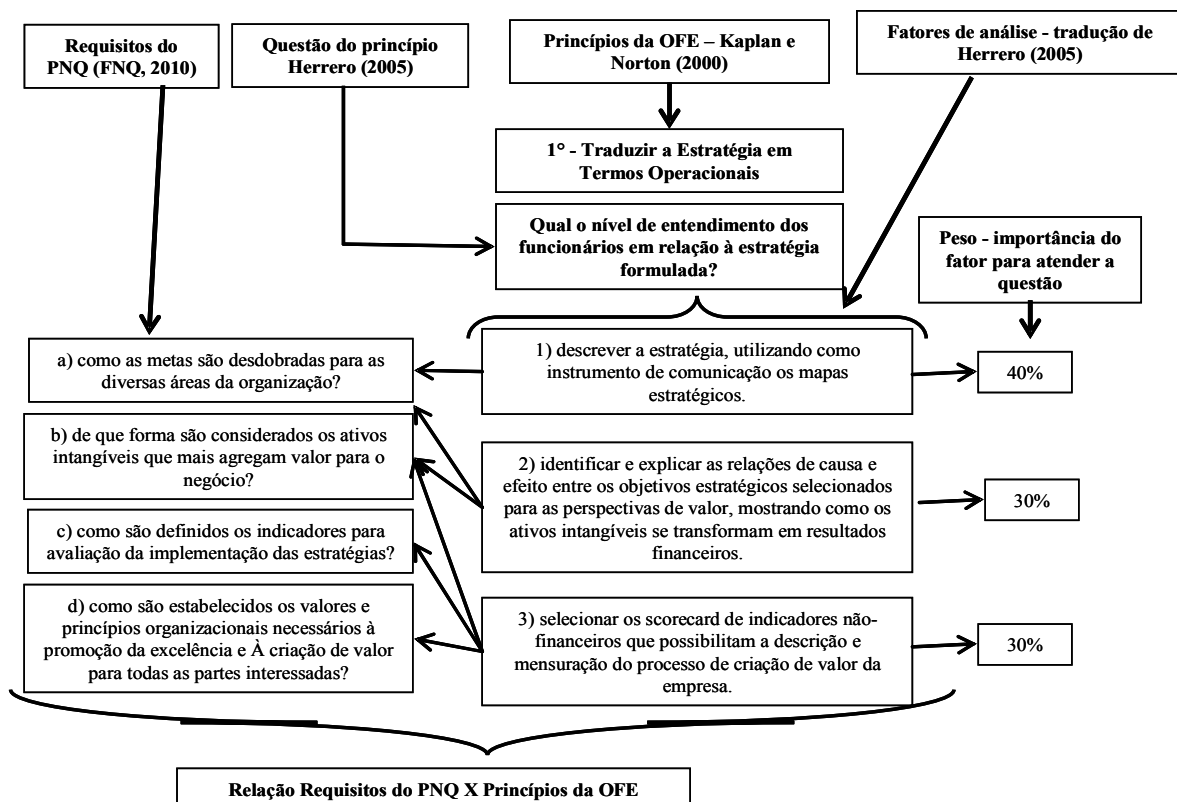 Requisitos do
PNQ (FNQ, 2010)
Questão do princípio
Herrero (2005)
Princípios da OFE – Kaplan e
Norton (2000)
Fatores de análise - tradução de
Herrero (2005)
1° - Traduzir a Estratégia em
Termos Operacionais
Qual o nível de entendimento dos
funcionários em relação à estratégia
formulada?
Peso - importância do
fator para atender a
questão
a) como as metas são desdobradas para as
diversas áreas da organização?
1) descrever a estratégia, utilizando como
instrumento de comunicação os mapas
estratégicos.
40%
b) de que forma são considerados os ativos
intangíveis que mais agregam valor para o
negócio?
2) identificar e explicar as relações de causa e
efeito entre os objetivos estratégicos selecionados
para as perspectivas de valor, mostrando como os
ativos intangíveis se transformam em resultados
financeiros.
30%
c) como são definidos os indicadores para
avaliação da implementação das estratégias?
d) como são estabelecidos os valores e
princípios organizacionais necessários à
promoção da excelência e À criação de valor
para todas as partes interessadas?
3) selecionar os scorecard de indicadores não-
financeiros que possibilitam a descrição e
mensuração do processo de criação de valor da
empresa.
30%
Relação Requisitos do PNQ X Princípios da OFE